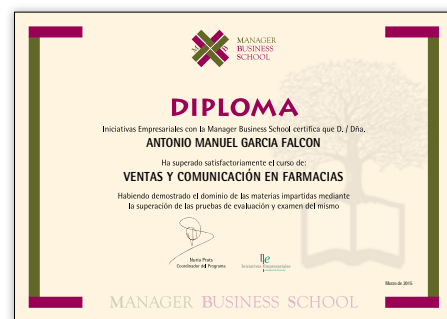 MANAGER
BUSINESS
SCHOOL
DIPLOMA
Iniciativas Empresariales con la Manager Business School certifica que D. / Dña.
ANTONIO MANUEL GARCIA FALCON
Ha superado satisfactoriamente el curso de:
VENTAS Y COMUNICACIÓN EN FARMACIAS
Habiendo demostrado el dominio de las materias impartidas mediante
la superación de las pruebas de evaluación y examen del mismo
Nuria Prats
Coordinador del Programa
Iniciativas Empresariales
Marzo de 2015
MANAGER BUSINESS SCHOOL